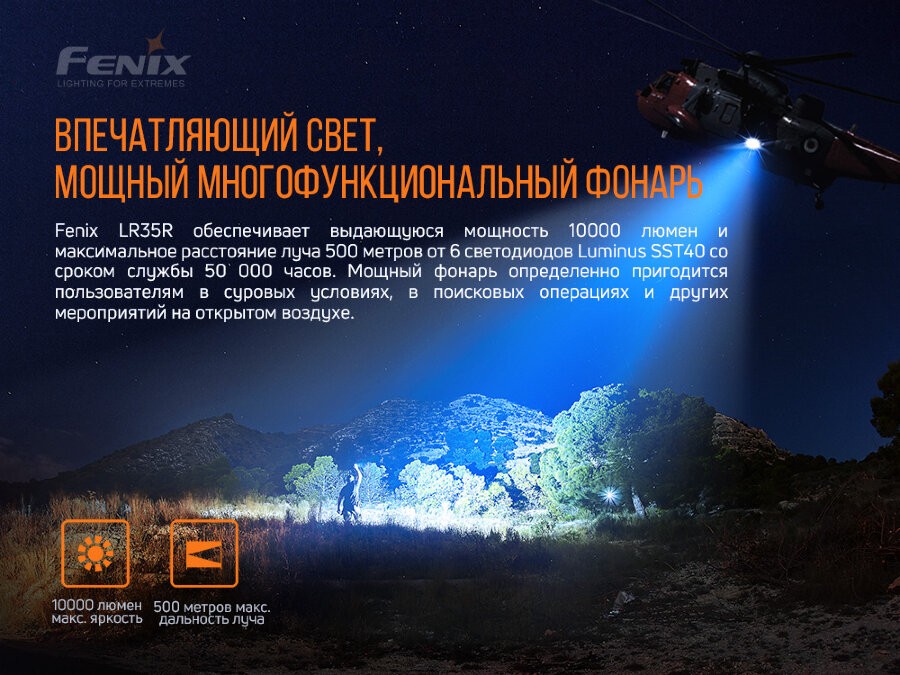 FENIX
LIGHTING FOR EXTREMES
ВПЕЧАТЛЯЮЩИЙ СВЕТ,
МОЩНЫЙ МНОГОФУНКЦИОНАЛЬНЫЙ ФОНАРЬ
Fenix LR35R обеспечивает выдающуюся мощность 10000 люмен и
максимальное расстояние луча 500 метров от 6 светодиодов Luminus SST40 со
сроком службы 50 000 часов. Мощный фонарь определенно пригодится
пользователям в суровых условиях, в поисковых операциях и других
мероприятий на открытом воздухе.
10000 люмен
макс. яркость
500 метров макс.
дальность луча